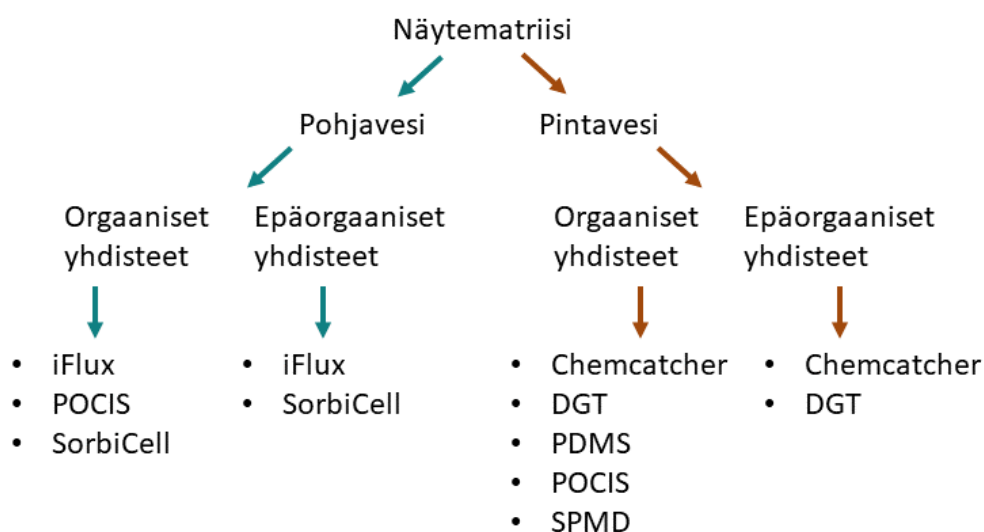 Näytematriisi
Pohjavesi
Pintavesi
Orgaaniset
yhdisteet
Epäorgaaniset
yhdisteet
Orgaaniset
yhdisteet
Epäorgaaniset
yhdisteet
• iFlux
• POCIS
• SorbiCell
• iFlux
• SorbiCell
• Chemcatcher
• DGT
• PDMS
• POCIS
• SPMD
• Chemcatcher
• DGT